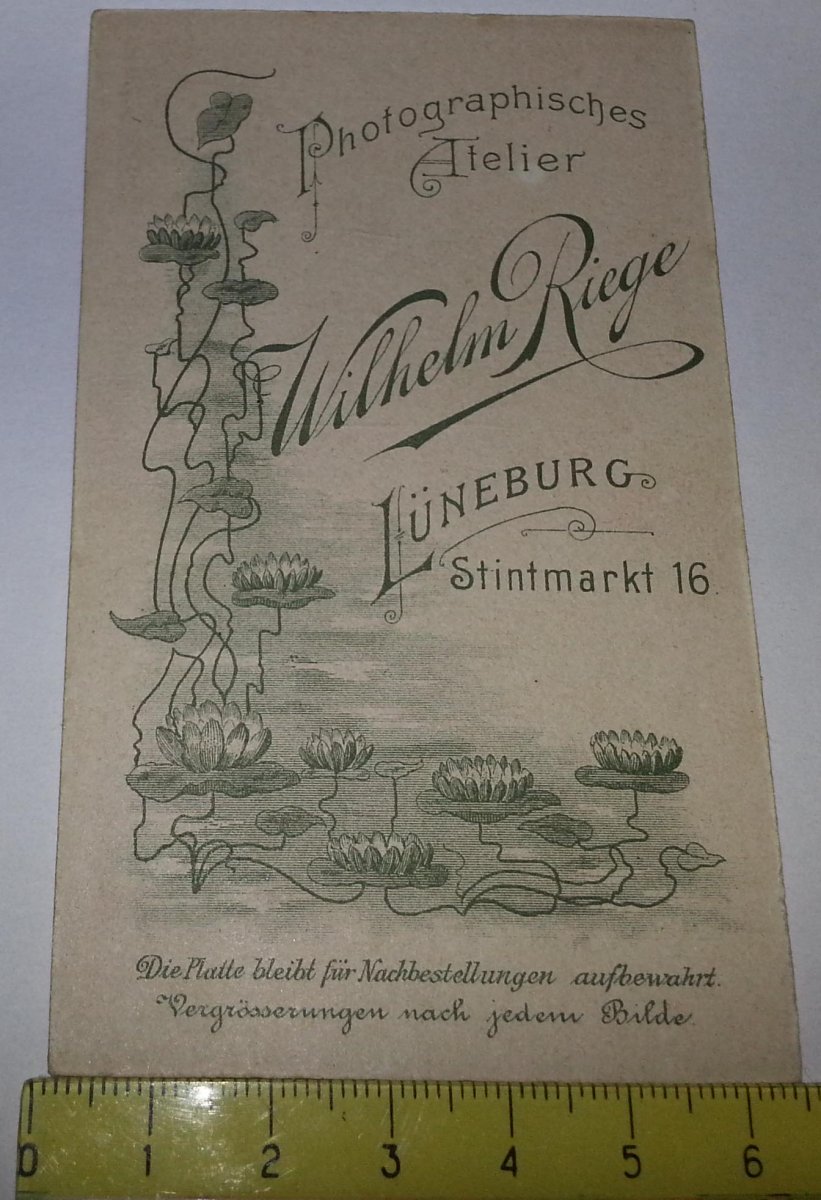 Photographisches
Atelier
Wilhelm Riege
LÜNEBURG
Stintmarkt 16.
Die Platte bleibt für Nachbestellungen aufbewahrt.
Vergrösserungen nach jedem Bilde.
0 1 2 3 4 5 6